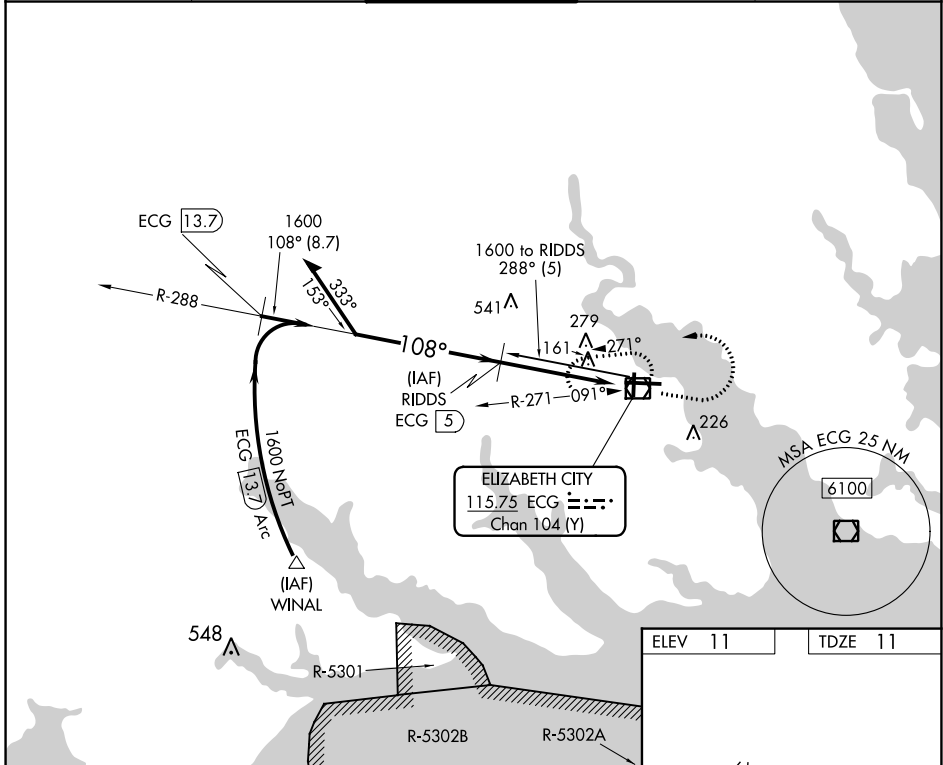 ECG 13.7
1600
108° (8.7)
1600 to RIDDS
288° (5)
R-288
333°
153°
541
279
161
271°
108°
(IAF)
RIDDS
ECG 5
R-271
091°
226
1600 NoPT
ECG 13.7 Arc
ELIZABETH CITY
115.75 ECG
Chan 104 (Y)
MSA ECG 25 NM
6100
(IAF)
WINAL
548
R-5301
R-5302B
R-5302A
ELEV 11
TDZE 11